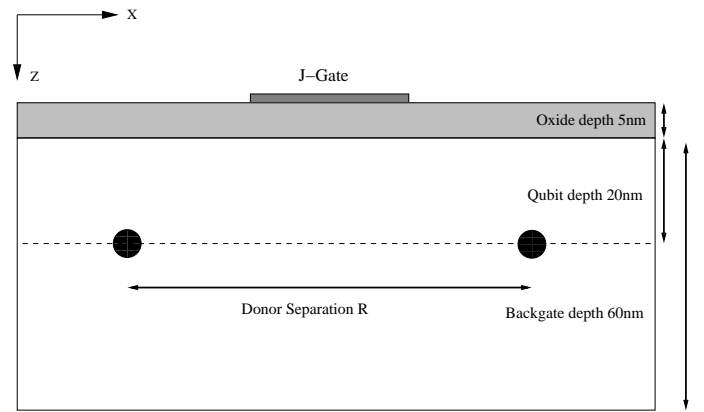 X
Z
J–Gate
Oxide depth 5nm
Qubit depth 20nm
Donor Separation R
Backgate depth 60nm